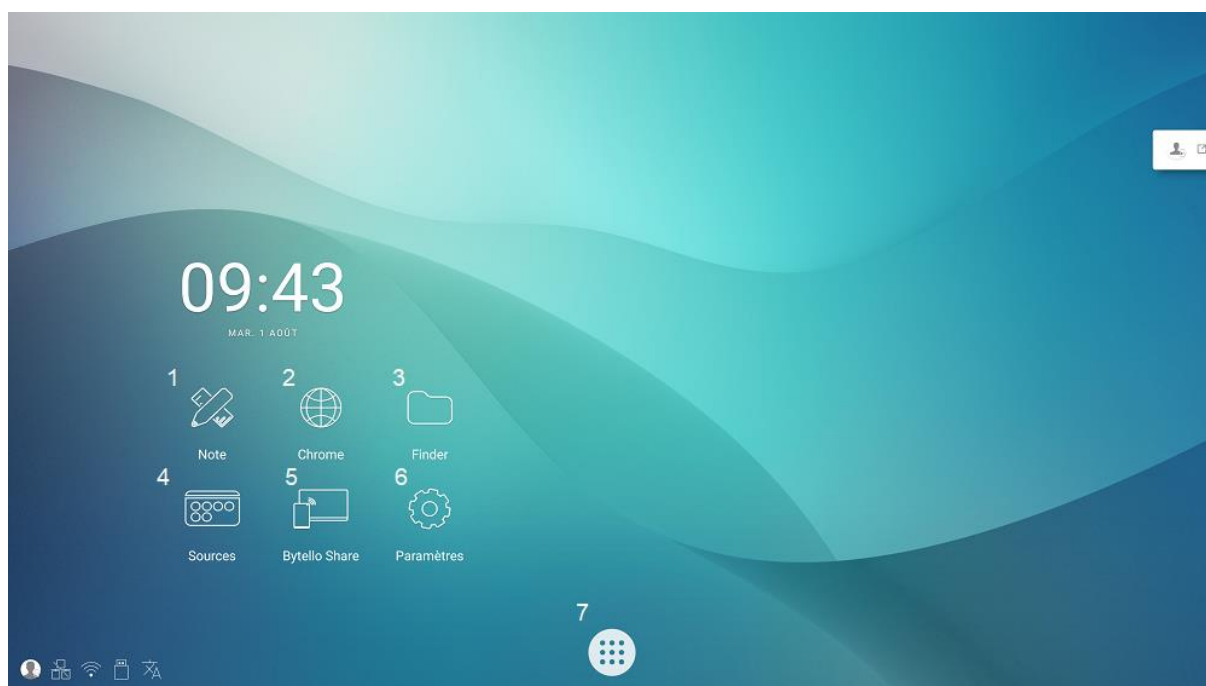 09:43
MAR. 1 AOÛT
1 2 3
Note Chrome Finder
4 5 6
Sources Bytello Share Paramètres
7